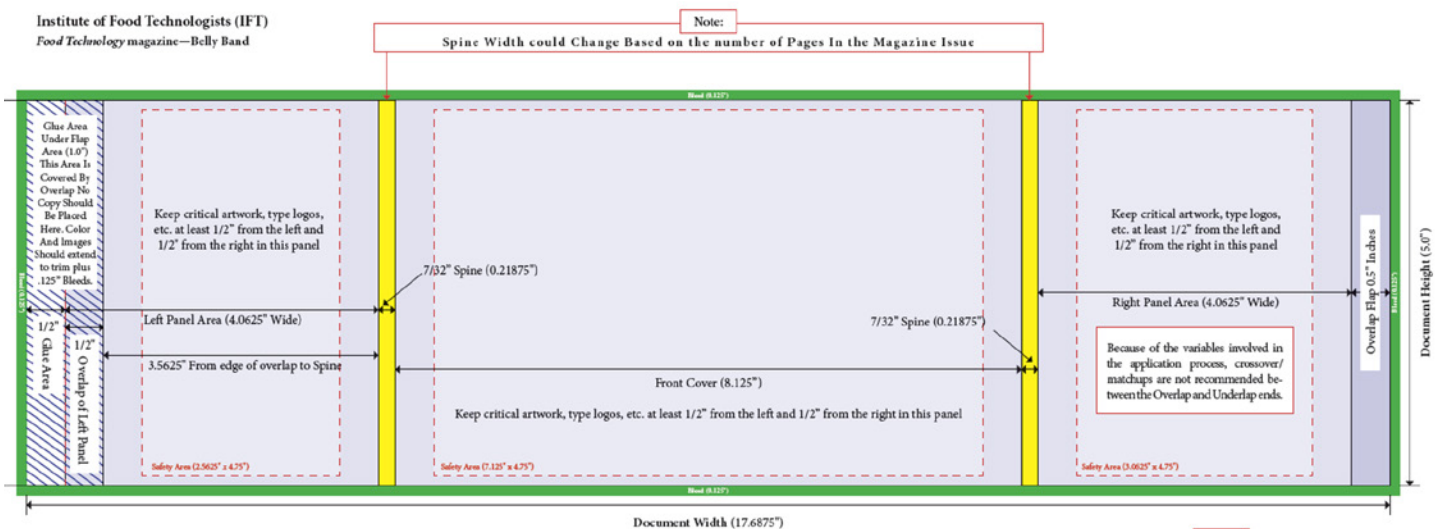 Institute of Food Technologists (IFT)
Food Technology magazine—Belly Band
Note:
Spine Width could Change Based on the number of Pages In the Magazine Issue
Bleed (0.125")
Glue Area
Under Flap
Area (1.0")
This Area Is
Covered By
Overlap No
Copy Should
Be Placed
Here. Color
And Images
Should extend
to trim plus
.125" Bleeds.
Bleed (0.125")
1/2"
Glue Area
1/2"
Overlap of Left Panel
Keep critical artwork, type logos,
etc. at least 1/2" from the left and
1/2" from the right in this panel
Left Panel Area (4.0625" Wide)
3.5625" From edge of overlap to Spine
Safety Area (2.5625" x 4.75")
7/32" Spine (0.21875")
7/32" Spine (0.21875")
Front Cover (8.125")
Keep critical artwork, type logos, etc. at least 1/2" from the left and 1/2" from the right in this panel
Safety Area (7.125" x 4.75")
Keep critical artwork, type logos,
etc. at least 1/2" from the left and
1/2" from the right in this panel
Right Panel Area (4.0625" Wide)
Because of the variables involved in
the application process, crossover/
matchups are not recommended be-
tween the Overlap and Underlap ends.
Safety Area (3.0625" x 4.75")
Overlap Flap 0.5" Inches
Bleed (0.125")
Document Height (5.0")
Bleed (0.125")
Document Width (17.6875")